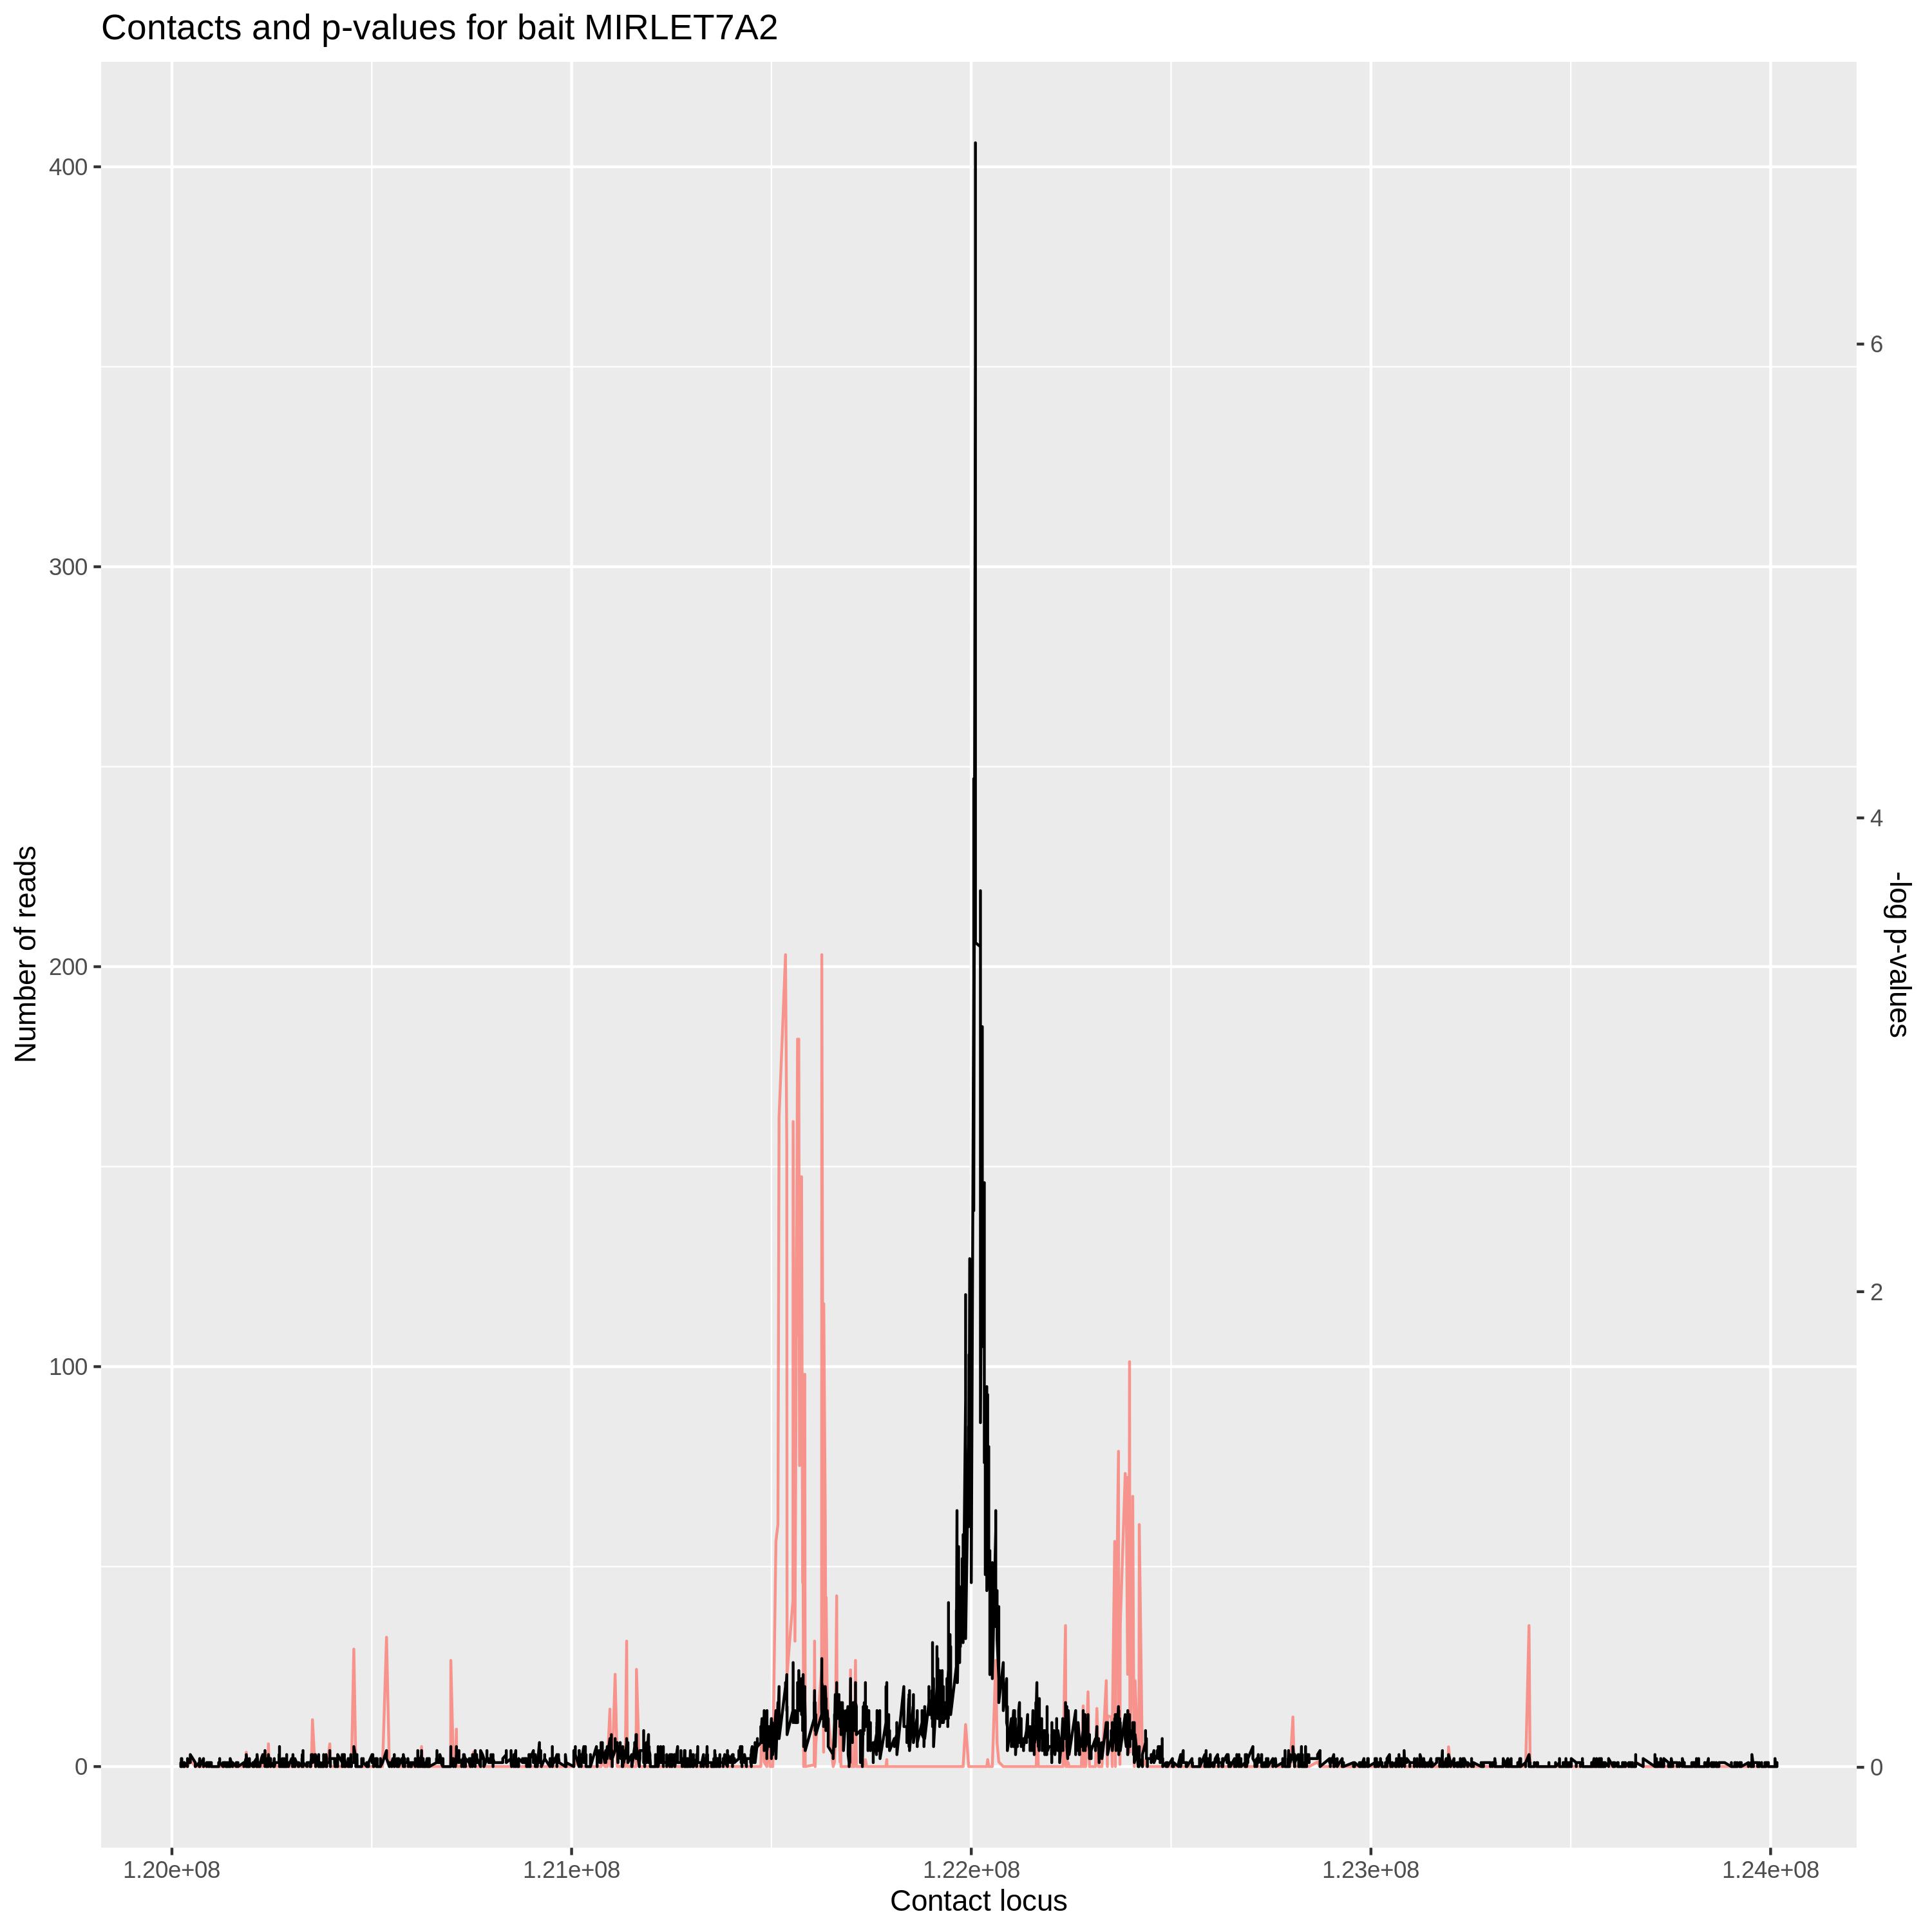 Contacts and p-values for bait MIRLET7A2
400
300
200
100
0
Number of reads
6
4
2
0
-log p-values
1.20e+08 1.21e+08 1.22e+08 1.23e+08 1.24e+08
Contact locus